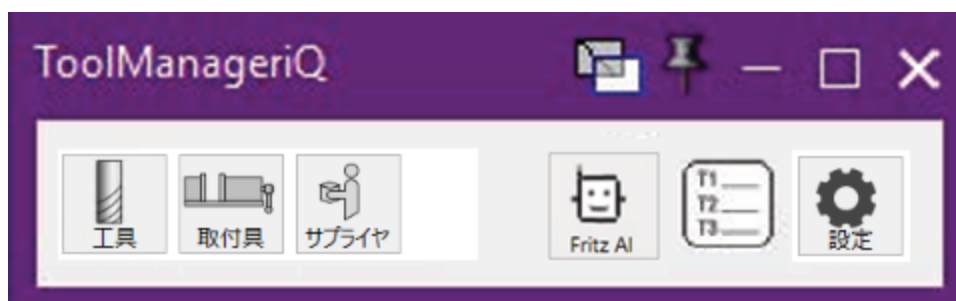 ToolManageriQ
工具
取付具
サプライヤ
Fritz AI
T1
T2
T3
設定